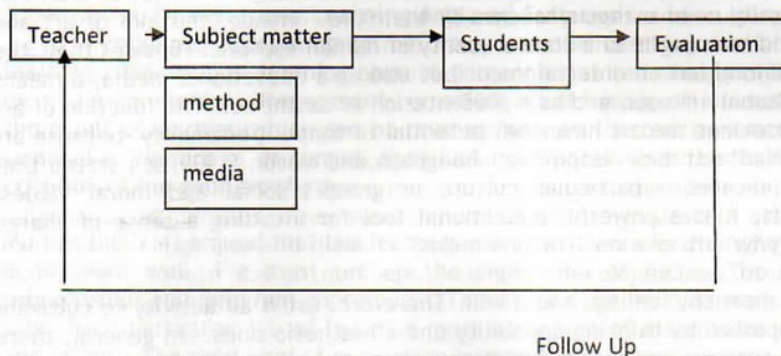 Teacher
Subject matter
Students
Evaluation
method
media
Follow Up